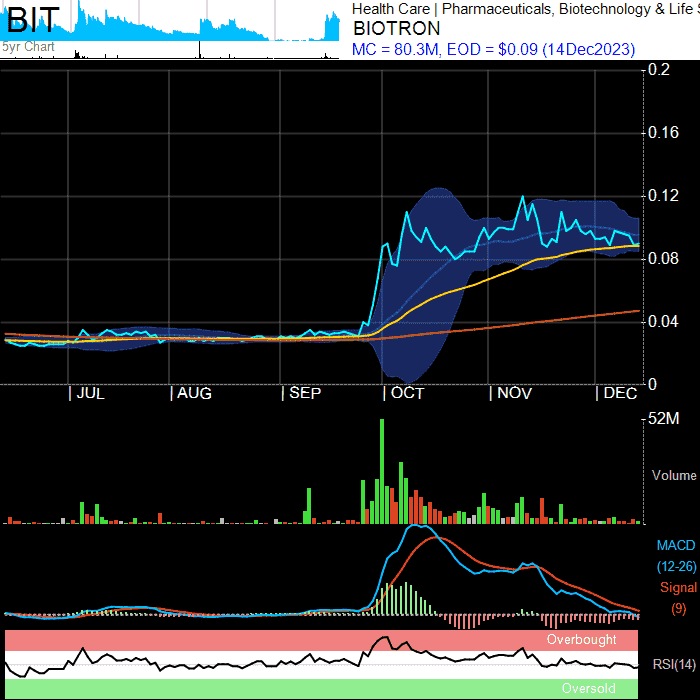 BIT
5yr Chart
Health Care | Pharmaceuticals, Biotechnology & Life S
BIOTRON
MC = 80.3M, EOD = $0.09 (14Dec2023)
0.2
0.16
0.12
0.08
0.04
0
| JUL | AUG | SEP | OCT | NOV | DEC
52M
Volume
MACD
(12-26)
Signal
(9)
Overbought
RSI(14)
Oversold